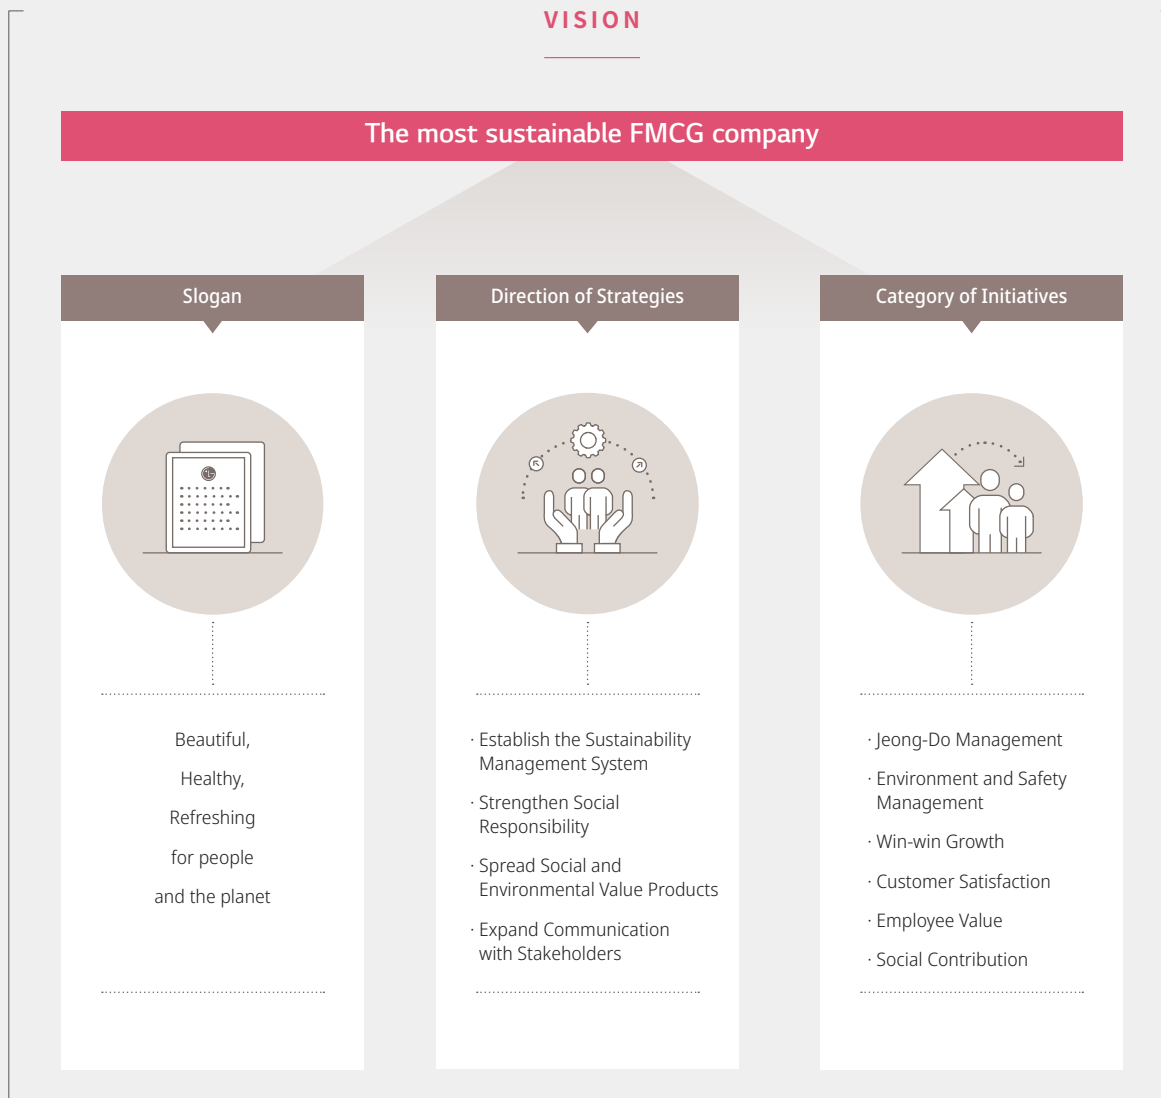 VISION
The most sustainable FMCG company
Slogan
Beautiful,
Healthy,
Refreshing
for people
and the planet
Direction of Strategies
· Establish the Sustainability
Management System
· Strengthen Social
Responsibility
· Spread Social and
Environmental Value Products
· Expand Communication
with Stakeholders
Category of Initiatives
· Jeong-Do Management
· Environment and Safety
Management
· Win-win Growth
· Customer Satisfaction
· Employee Value
· Social Contribution